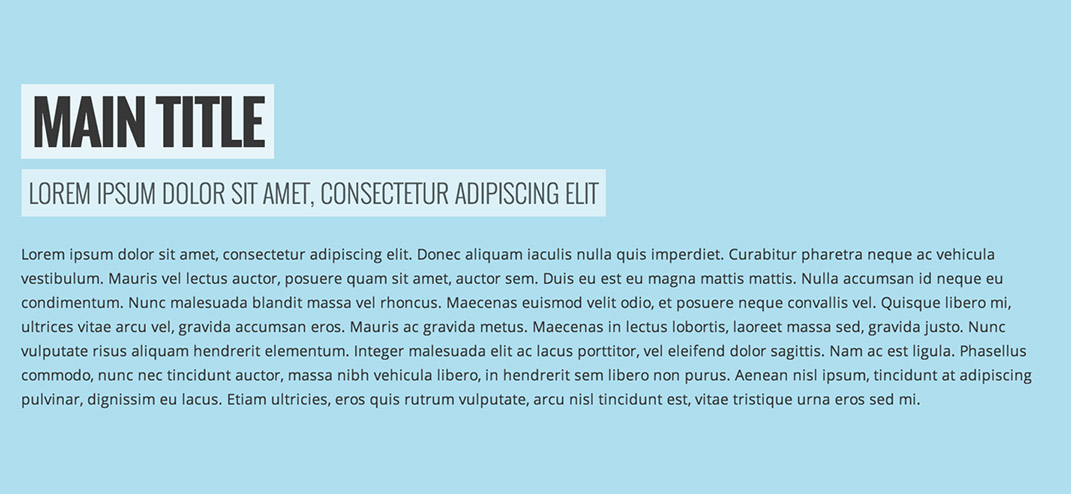 MAIN TITLE
LOREM IPSUM DOLOR SIT AMET, CONSECTETUR ADIPISCING ELIT
Lorem ipsum dolor sit amet, consectetur adipiscing elit. Donec aliquam iaculis nulla quis imperdiet. Curabitur pharetra neque ac vehicula
vestibulum. Mauris vel lectus auctor, posuere quam sit amet, auctor sem. Duis eu est eu magna mattis mattis. Nulla accumsan id neque eu
condimentum. Nunc malesuada blandit massa vel rhoncus. Maecenas euismod velit odio, et posuere neque convallis vel. Quisque libero mi,
ultrices vitae arcu vel, gravida accumsan eros. Mauris ac gravida metus. Maecenas in lectus lobortis, laoreet massa sed, gravida justo. Nunc
vulputate risus aliquam hendrerit elementum. Integer malesuada elit ac lacus porttitor, vel eleifend dolor sagittis. Nam ac est ligula. Phasellus
commodo, nunc nec tincidunt auctor, massa nibh vehicula libero, in hendrerit sem libero non purus. Aenean nisl ipsum, tincidunt at adipiscing
pulvinar, dignissim eu lacus. Etiam ultricies, eros quis rutrum vulputate, arcu nisl tincidunt est, vitae tristique urna eros sed mi.